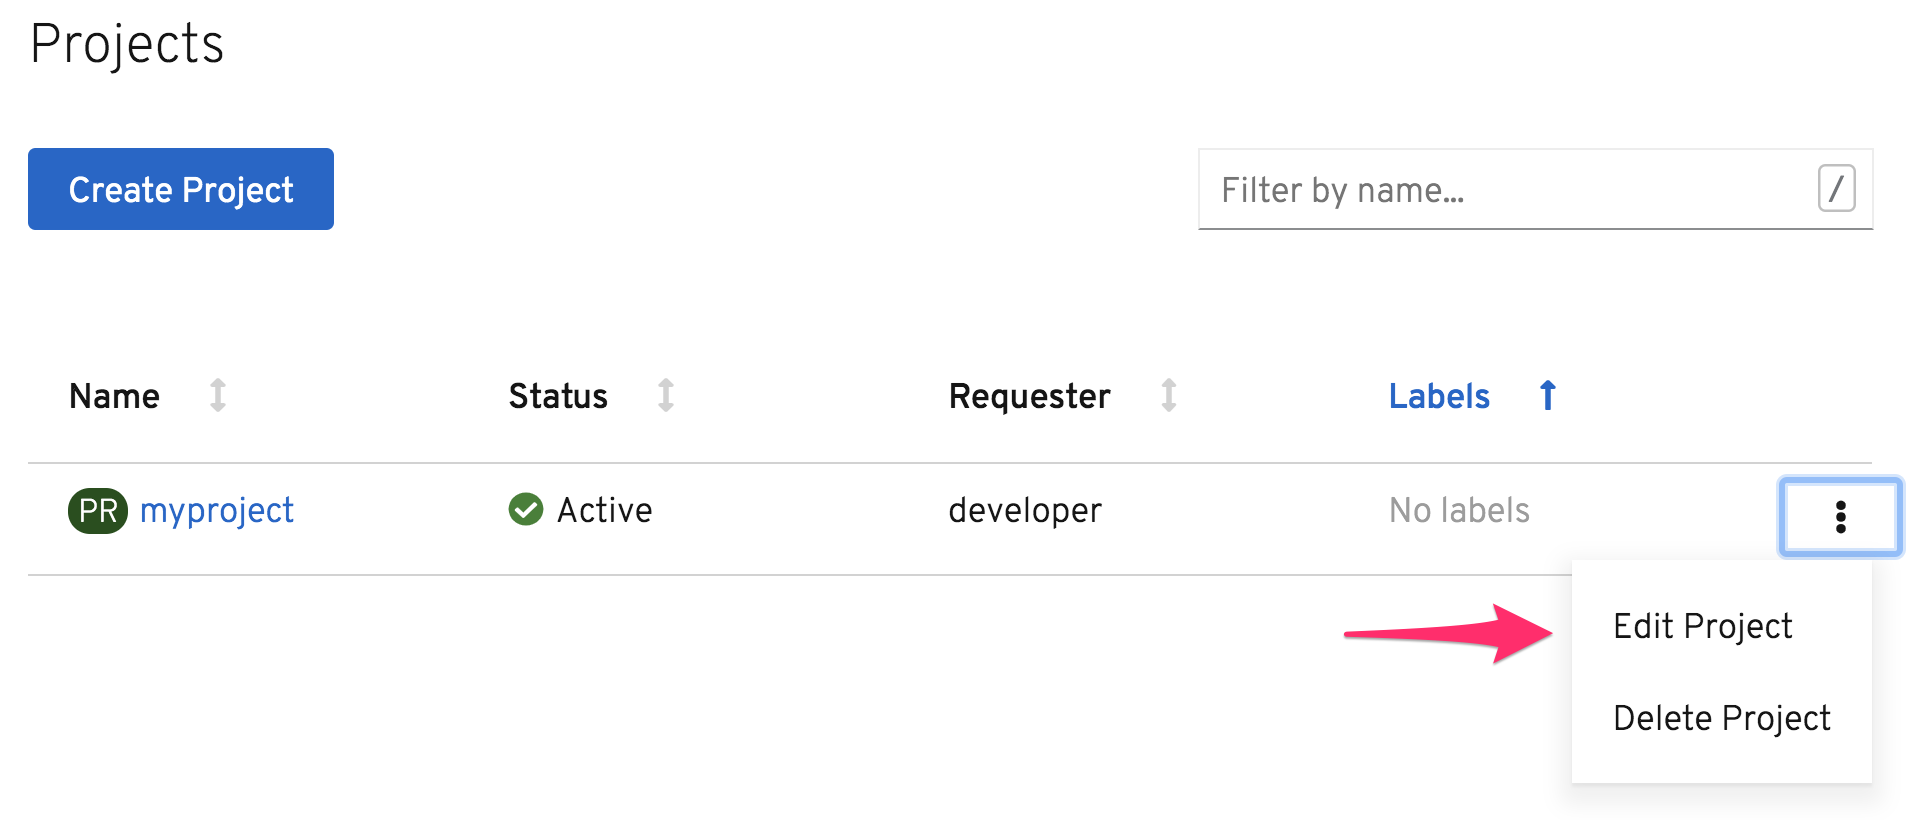 Projects
Create Project
Filter by name...
/
Name Status Requester Labels
PR myproject Active developer No labels
Edit Project
Delete Project